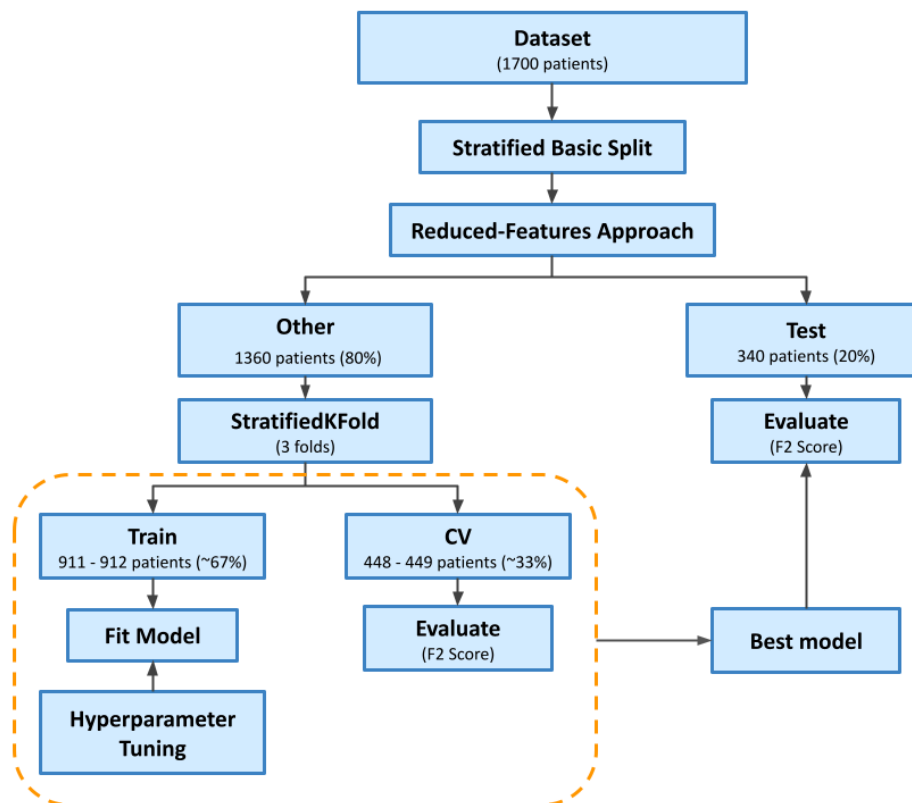 Dataset
(1700 patients)
Stratified Basic Split
Reduced-Features Approach
Other
1360 patients (80%)
Test
340 patients (20%)
StratifiedKFold
(3 folds)
Evaluate
(F2 Score)
Train
911 - 912 patients (~67%)
CV
448 - 449 patients (~33%)
Fit Model
Evaluate
(F2 Score)
Best model
Hyperparameter
Tuning